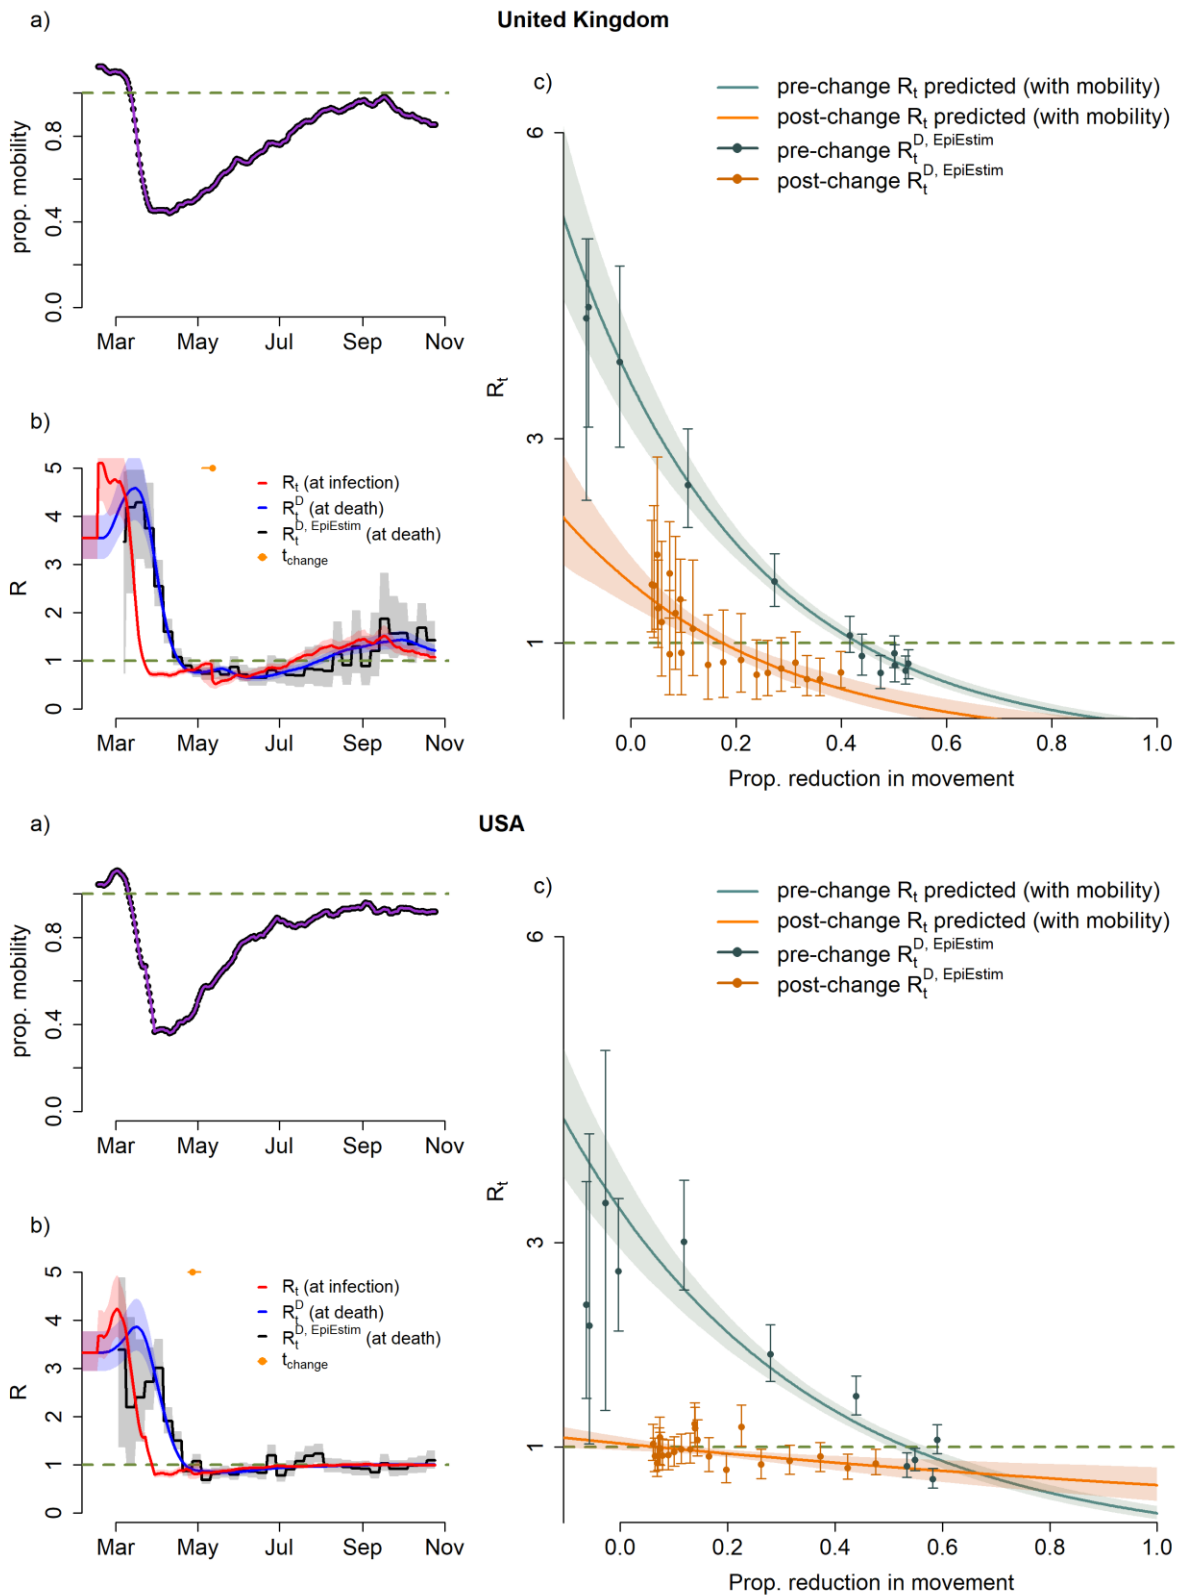 a)
United Kingdom
prop. mobility
0.0
0.4
0.8
Mar May Jul Sep Nov
b)
R
0
1
2
3
4
5
Rt (at infection)
RtD (at death)
RtD, EpiEstim (at death)
tchange
Mar May Jul Sep Nov
c)
pre-change Rt predicted (with mobility)
post-change Rt predicted (with mobility)
pre-change RtD, EpiEstim
post-change RtD, EpiEstim
Rt
6
3
1
0.0 0.2 0.4 0.6 0.8 1.0
Prop. reduction in movement
a)
USA
prop. mobility
0.0
0.4
0.8
Mar May Jul Sep Nov
b)
R
0
1
2
3
4
5
Rt (at infection)
RtD (at death)
RtD, EpiEstim (at death)
tchange
Mar May Jul Sep Nov
c)
pre-change Rt predicted (with mobility)
post-change Rt predicted (with mobility)
pre-change RtD, EpiEstim
post-change RtD, EpiEstim
Rt
6
3
1
0.0 0.2 0.4 0.6 0.8 1.0
Prop. reduction in movement